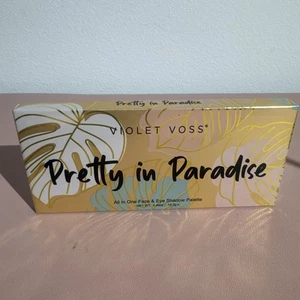 Pretty in Paradise
VIOLET VOSS®
Pretty in Paradise
All in One Face & Eye Shadow Palette